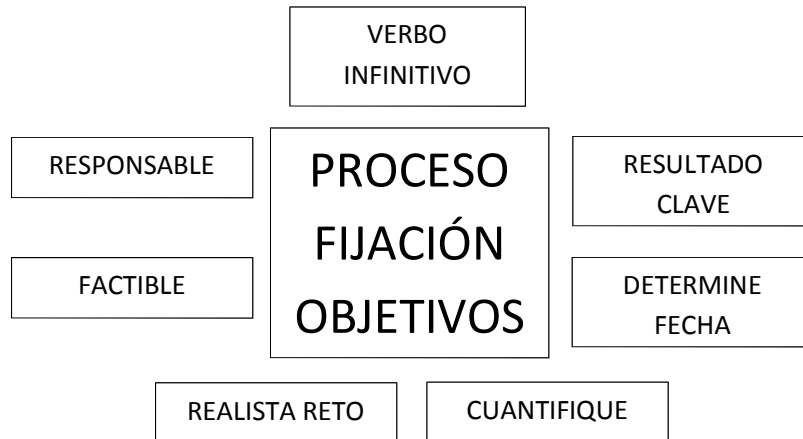 VERBO
INFINITIVO
RESPONSABLE
PROCESO
FIJACIÓN
OBJETIVOS
RESULTADO
CLAVE
FACTIBLE
DETERMINE
FECHA
REALISTA RETO
CUANTIFIQUE